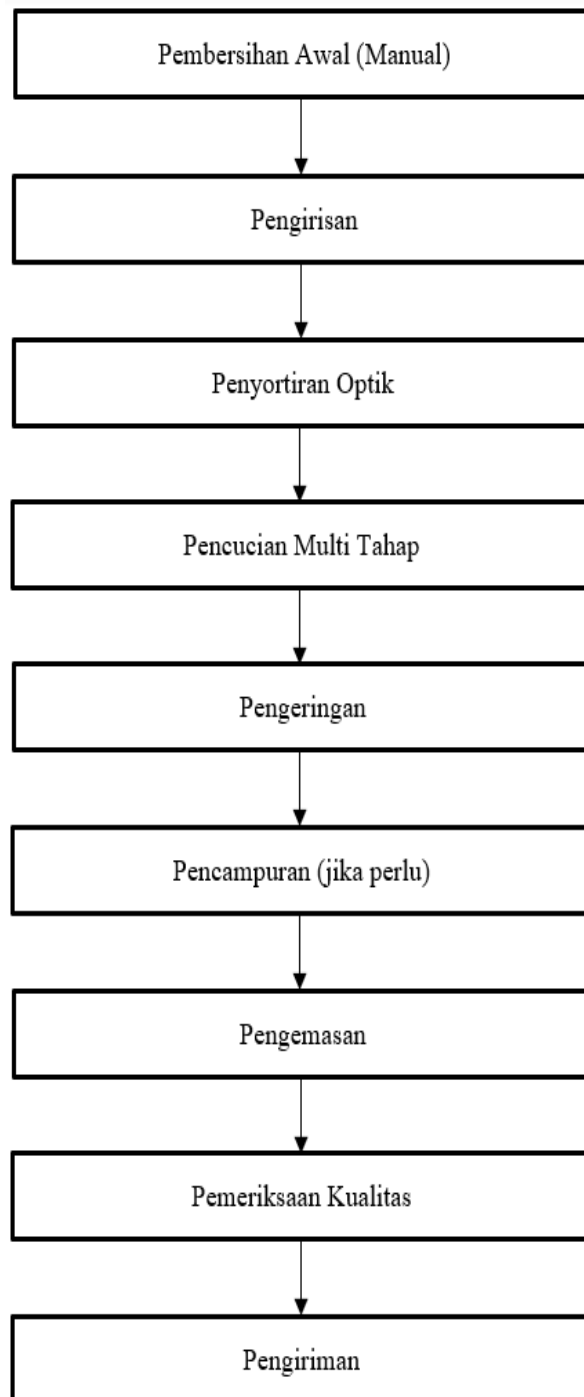 Pembersihan Awal (Manual)
Pengirisan
Penyortiran Optik
Pencucian Multi Tahap
Pengeringan
Pencampuran (jika perlu)
Pengemasan
Pemeriksaan Kualitas
Pengiriman